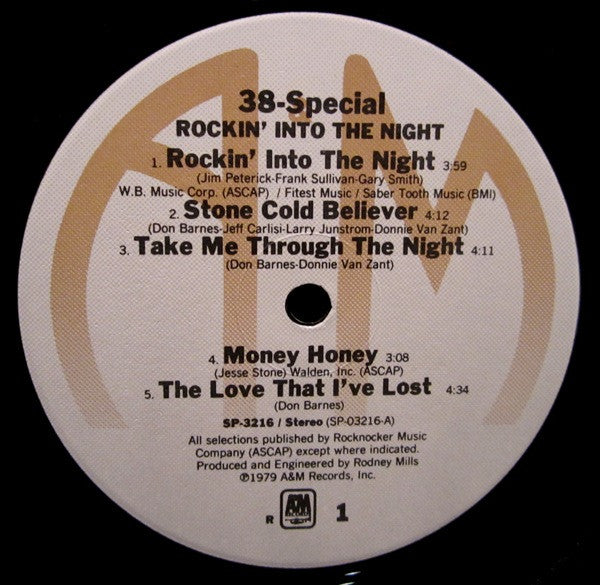 38-Special
ROCKIN' INTO THE NIGHT
1. Rockin' Into The Night 3:59
(Jim Peterick-Frank Sullivan-Gary Smith)
W.B. Music Corp. (ASCAP) / Fitest Music / Saber Tooth Music (BMI)
2. Stone Cold Believer 4:12
(Don Barnes-Jeff Carlisi-Larry Junstrom-Donnie Van Zant)
3. Take Me Through The Night 4:11
(Don Barnes-Donnie Van Zant)
4. Money Honey 3:08
(Jesse Stone) Walden, Inc. (ASCAP)
5. The Love That I've Lost 4:34
(Don Barnes)
SP-3216 / Stereo (SP-03216-A)
All selections published by Rocknocker Music
Company (ASCAP) except where indicated.
Produced and Engineered by Rodney Mills
℗1979 A&M Records, Inc.
R A&M RECORDS 1